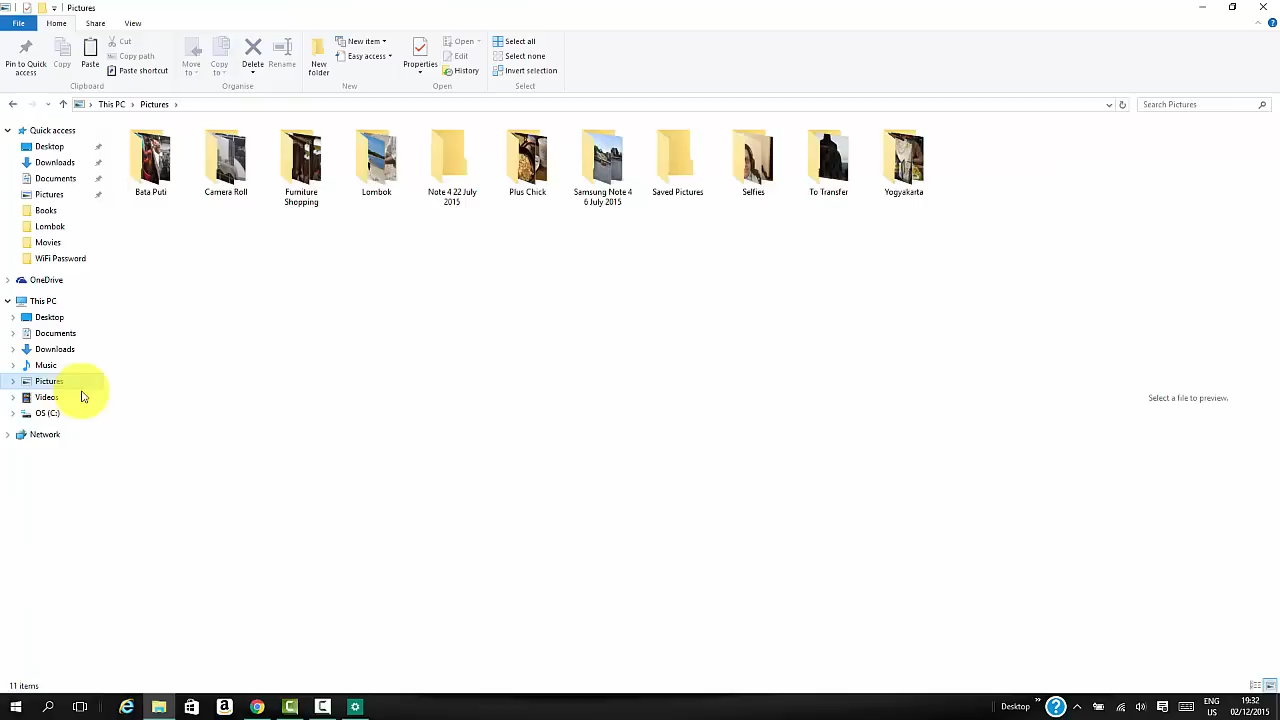 Pictures
File Home Share View
Pin to Quick access
Copy
Paste
Cut
Copy path
Paste shortcut
Clipboard
Move to
Copy to
Delete
Rename
Organise
New folder
New item
Easy access
New
Properties
Open
Edit
History
Open
Select all
Select none
Invert selection
Select
This PC Pictures
Search Pictures
Quick access
Desktop
Downloads
Documents
Pictures
Books
Lombok
Movies
WiFi Password
OneDrive
This PC
Desktop
Documents
Downloads
Music
Pictures
Videos
OS (C:)
Network
Bata Puti
Camera Roll
Furniture
Shopping
Lombok
Note 4 22 July
2015
Plus Chick
Samsung Note 4
6 July 2015
Saved Pictures
Selfies
To Transfer
Yogyakarta
Select a file to preview.
11 items
Desktop
ENG
US
19:32
02/12/2015